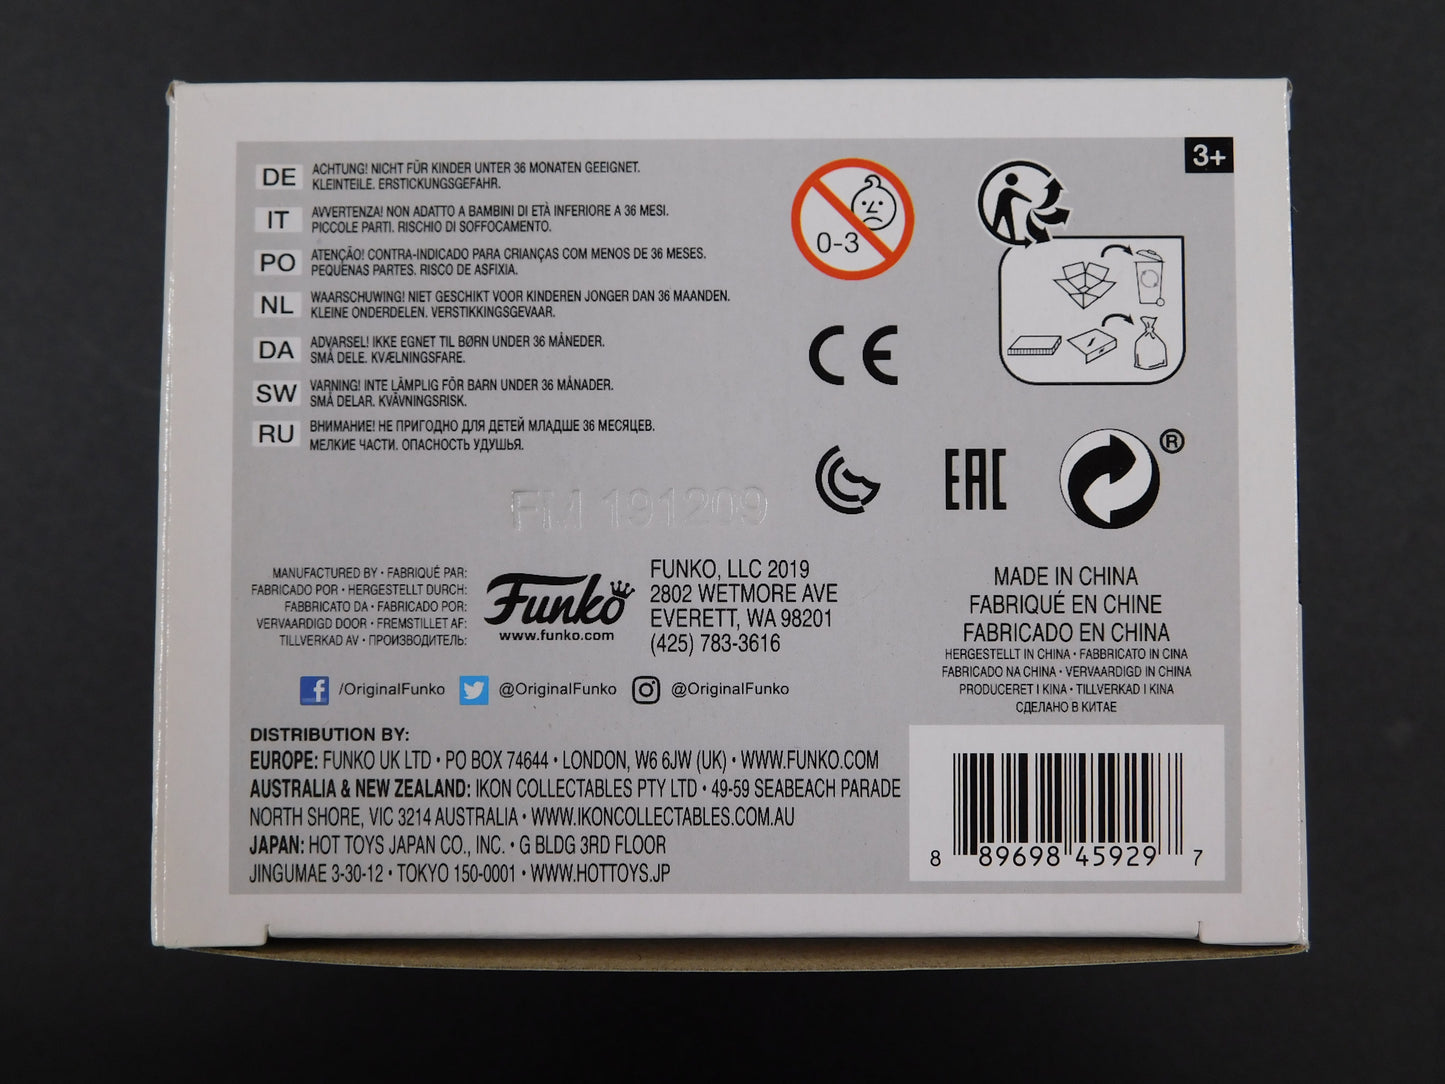 3+
DE ACHTUNG! NICHT FÜR KINDER UNTER 36 MONATEN GEEIGNET.
KLEINTEILE. ERSTICKUNGSGEFAHR.
IT AVVERTENZA! NON ADATTO A BAMBINI DI ETÀ INFERIORE A 36 MESI.
PICCOLE PARTI. RISCHIO DI SOFFOCAMENTO.
PO ATENÇÃO! CONTRA-INDICADO PARA CRIANÇAS COM MENOS DE 36 MESES.
PEQUENAS PARTES. RISCO DE ASFIXIA.
NL WAARSCHUWING! NIET GESCHIKT VOOR KINDEREN JONGER DAN 36 MAANDEN.
KLEINE ONDERDELEN. VERSTIKKINGSGEVAAR.
DA ADVARSEL! IKKE EGNET TIL BØRN UNDER 36 MÅNEDER.
SMÅ DELE. KVÆLNINGSFARE.
SW VARNING! INTE LÄMPLIG FÖR BARN UNDER 36 MÅNADER.
SMÅ DELAR. KVÄVNINGSRISK.
RU ВНИМАНИЕ! НЕ ПРИГОДНО ДЛЯ ДЕТЕЙ МЛАДШЕ 36 МЕСЯЦЕВ.
МЕЛКИЕ ЧАСТИ. ОПАСНОСТЬ УДУШЬЯ.
0-3
CE
EAC
®
FM 191209
MANUFACTURED BY • FABRIQUÉ PAR:
FABRICADO POR • HERGESTELLT DURCH:
FABBRICATO DA • FABRICADO POR:
VERVAARDIGD DOOR • FREMSTILLET AF:
TILLVERKAD AV • ПРОИЗВОДИТЕЛЬ:
Funko
www.funko.com
FUNKO, LLC 2019
2802 WETMORE AVE
EVERETT, WA 98201
(425) 783-3616
MADE IN CHINA
FABRIQUÉ EN CHINE
FABRICADO EN CHINA
HERGESTELLT IN CHINA • FABBRICATO IN CINA
FABRICADO NA CHINA • VERVAARDIGD IN CHINA
PRODUCERET I KINA • TILLVERKAD I KINA
СДЕЛАНО В КИТАЕ
f /OriginalFunko @OriginalFunko @OriginalFunko
DISTRIBUTION BY:
EUROPE: FUNKO UK LTD • PO BOX 74644 • LONDON, W6 6JW (UK) • WWW.FUNKO.COM
AUSTRALIA & NEW ZEALAND: IKON COLLECTABLES PTY LTD • 49-59 SEABEACH PARADE
NORTH SHORE, VIC 3214 AUSTRALIA • WWW.IKONCOLLECTABLES.COM.AU
JAPAN: HOT TOYS JAPAN CO., INC. • G BLDG 3RD FLOOR
JINGUMAE 3-30-12 • TOKYO 150-0001 • WWW.HOTTOYS.JP
8 89698 45929 7